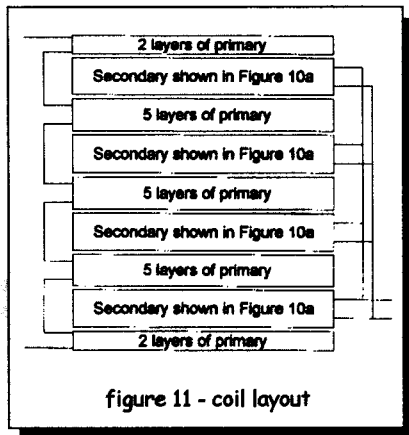 2 layers of primary
Secondary shown in Figure 10a
5 layers of primary
Secondary shown in Figure 10a
5 layers of primary
Secondary shown in Figure 10a
5 layers of primary
Secondary shown in Figure 10a
2 layers of primary
figure 11 - coil layout